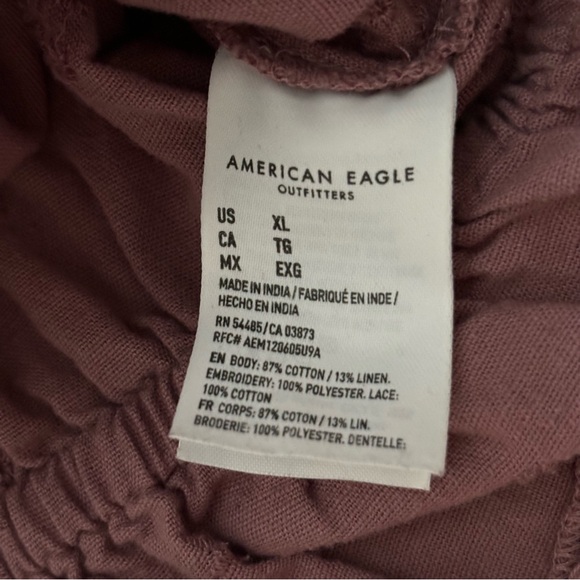 AMERICAN EAGLE
OUTFITTERS
US XL
CA TG
MX EXG
MADE IN INDIA / FABRIQUÉ EN INDE /
HECHO EN INDIA
RN 54485 / CA 03873
RFC# AEM120605U9A
EN BODY: 87% COTTON / 13% LINEN.
EMBROIDERY: 100% POLYESTER. LACE:
100% COTTON
FR CORPS: 87% COTON / 13% LIN.
BRODERIE: 100% POLYESTER. DENTELLE: